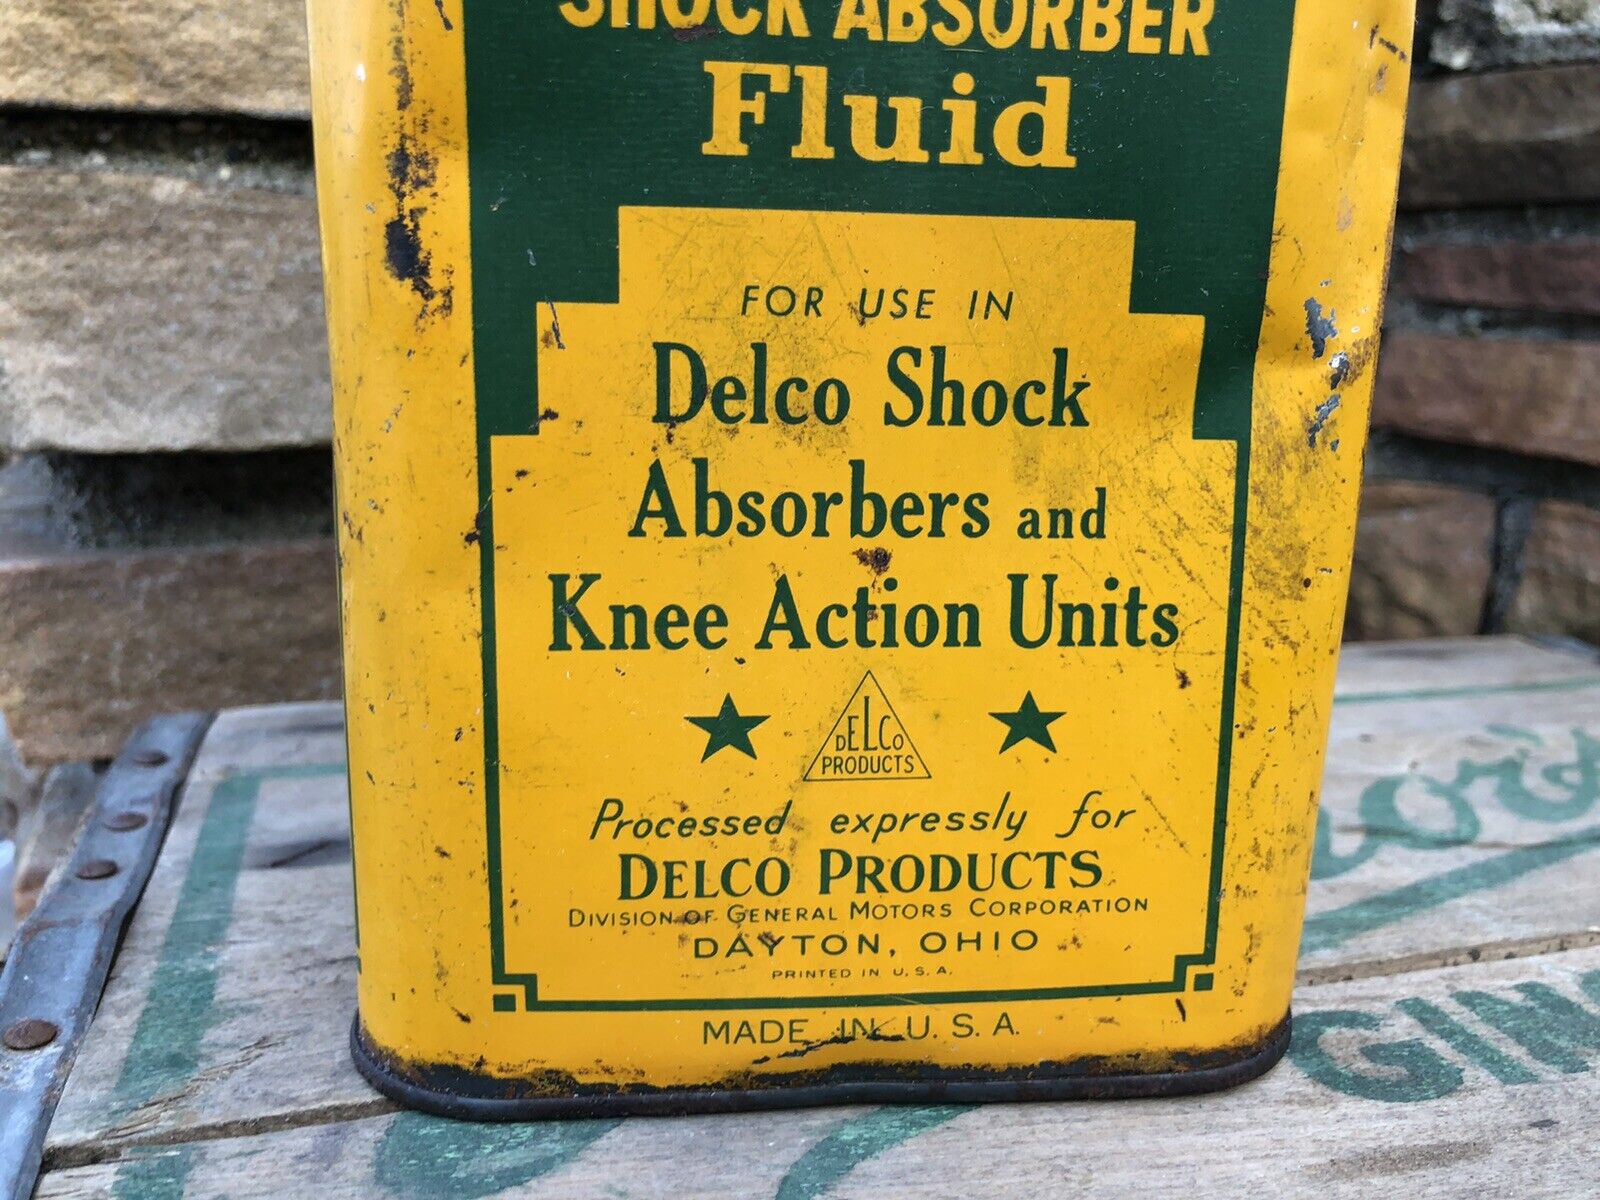 SHOCK ABSORBER
Fluid
FOR USE IN
Delco Shock
Absorbers and
Knee Action Units
DELCO
PRODUCTS
Processed expressly for
DELCO PRODUCTS
DIVISION OF GENERAL MOTORS CORPORATION
DAYTON, OHIO
PRINTED IN U.S.A.
MADE IN U.S.A.